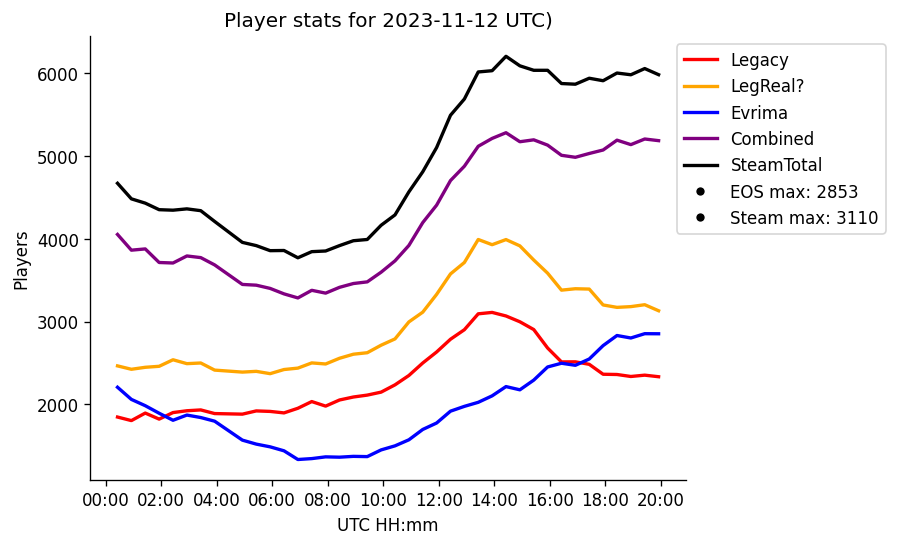 Player stats for 2023-11-12 UTC)
Players
6000
5000
4000
3000
2000
00:00 02:00 04:00 06:00 08:00 10:00 12:00 14:00 16:00 18:00 20:00
UTC HH:mm
Legacy
LegReal?
Evrima
Combined
SteamTotal
EOS max: 2853
Steam max: 3110